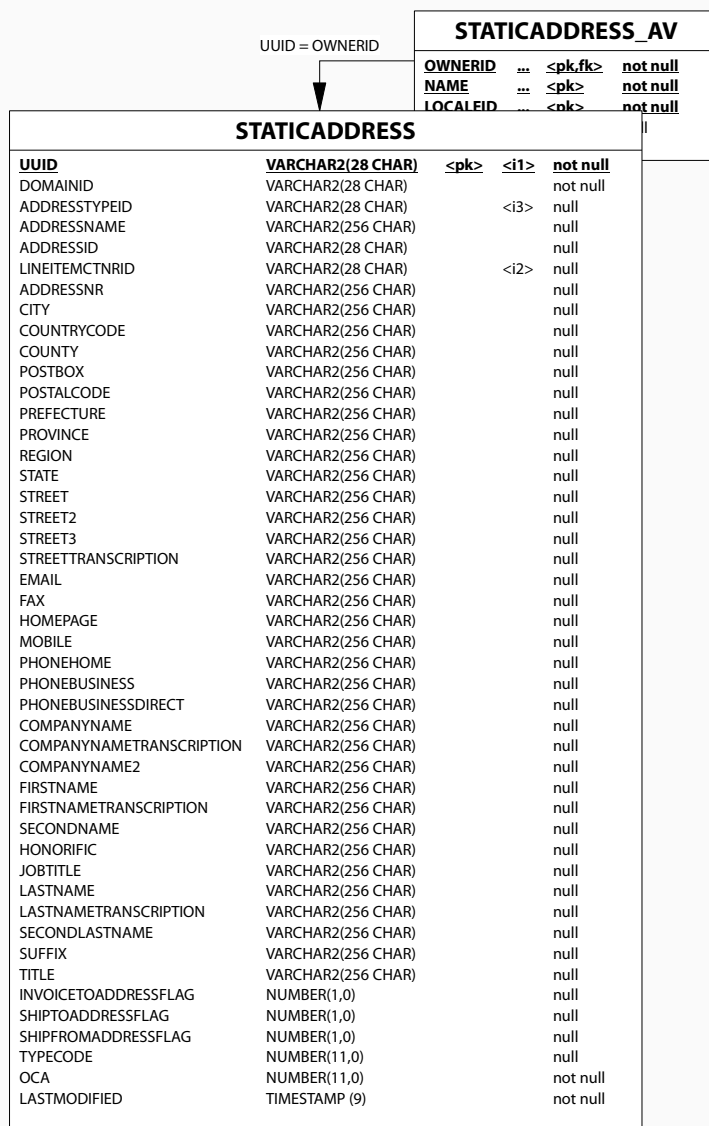 STATICADDRESS_AV
UUID = OWNERID
OWNERID ... <pk,fk> not null
NAME ... <pk> not null
LOCALEID ... <pk> not null
STATICADDRESS
UUID VARCHAR2(28 CHAR) <pk> <i1> not null
DOMAINID VARCHAR2(28 CHAR) not null
ADDRESSTYPEID VARCHAR2(28 CHAR) <i3> null
ADDRESSNAME VARCHAR2(256 CHAR) null
ADDRESSID VARCHAR2(28 CHAR) null
LINEITEMCTNRID VARCHAR2(28 CHAR) <i2> null
ADDRESSNR VARCHAR2(256 CHAR) null
CITY VARCHAR2(256 CHAR) null
COUNTRYCODE VARCHAR2(256 CHAR) null
COUNTY VARCHAR2(256 CHAR) null
POSTBOX VARCHAR2(256 CHAR) null
POSTALCODE VARCHAR2(256 CHAR) null
PREFECTURE VARCHAR2(256 CHAR) null
PROVINCE VARCHAR2(256 CHAR) null
REGION VARCHAR2(256 CHAR) null
STATE VARCHAR2(256 CHAR) null
STREET VARCHAR2(256 CHAR) null
STREET2 VARCHAR2(256 CHAR) null
STREET3 VARCHAR2(256 CHAR) null
STREETTRANSCRIPTION VARCHAR2(256 CHAR) null
EMAIL VARCHAR2(256 CHAR) null
FAX VARCHAR2(256 CHAR) null
HOMEPAGE VARCHAR2(256 CHAR) null
MOBILE VARCHAR2(256 CHAR) null
PHONEHOME VARCHAR2(256 CHAR) null
PHONEBUSINESS VARCHAR2(256 CHAR) null
PHONEBUSINESSDIRECT VARCHAR2(256 CHAR) null
COMPANYNAME VARCHAR2(256 CHAR) null
COMPANYNAMETRANSCRIPTION VARCHAR2(256 CHAR) null
COMPANYNAME2 VARCHAR2(256 CHAR) null
FIRSTNAME VARCHAR2(256 CHAR) null
FIRSTNAMETRANSCRIPTION VARCHAR2(256 CHAR) null
SECONDNAME VARCHAR2(256 CHAR) null
HONORIFIC VARCHAR2(256 CHAR) null
JOBTITLE VARCHAR2(256 CHAR) null
LASTNAME VARCHAR2(256 CHAR) null
LASTNAMETRANSCRIPTION VARCHAR2(256 CHAR) null
SECONDLASTNAME VARCHAR2(256 CHAR) null
SUFFIX VARCHAR2(256 CHAR) null
TITLE VARCHAR2(256 CHAR) null
INVOICETOADDRESSFLAG NUMBER(1,0) null
SHIPTOADDRESSFLAG NUMBER(1,0) null
SHIPFROMADDRESSFLAG NUMBER(1,0) null
TYPECODE NUMBER(11,0) null
OCA NUMBER(11,0) not null
LASTMODIFIED TIMESTAMP (9) not null